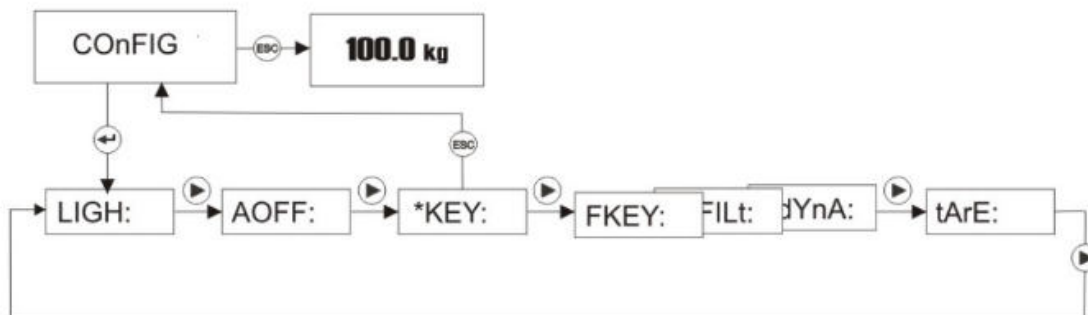 COnFIG
ESC
100.0 kg
ESC
LIGH:
AOFF:
*KEY:
FKEY:
FILt:
dYnA:
tArE: